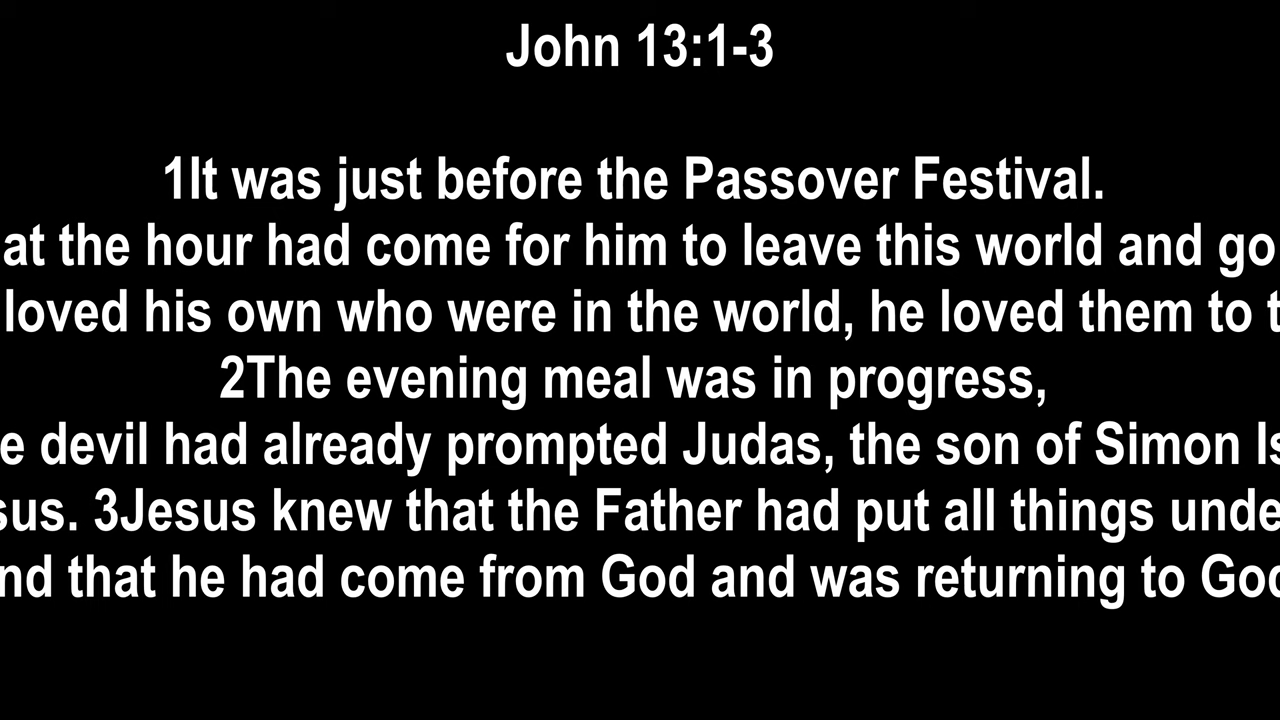 John 13:1-3
1It was just before the Passover Festival.
at the hour had come for him to leave this world and go
loved his own who were in the world, he loved them to t
2The evening meal was in progress,
e devil had already prompted Judas, the son of Simon Is
sus. 3Jesus knew that the Father had put all things unde
nd that he had come from God and was returning to God